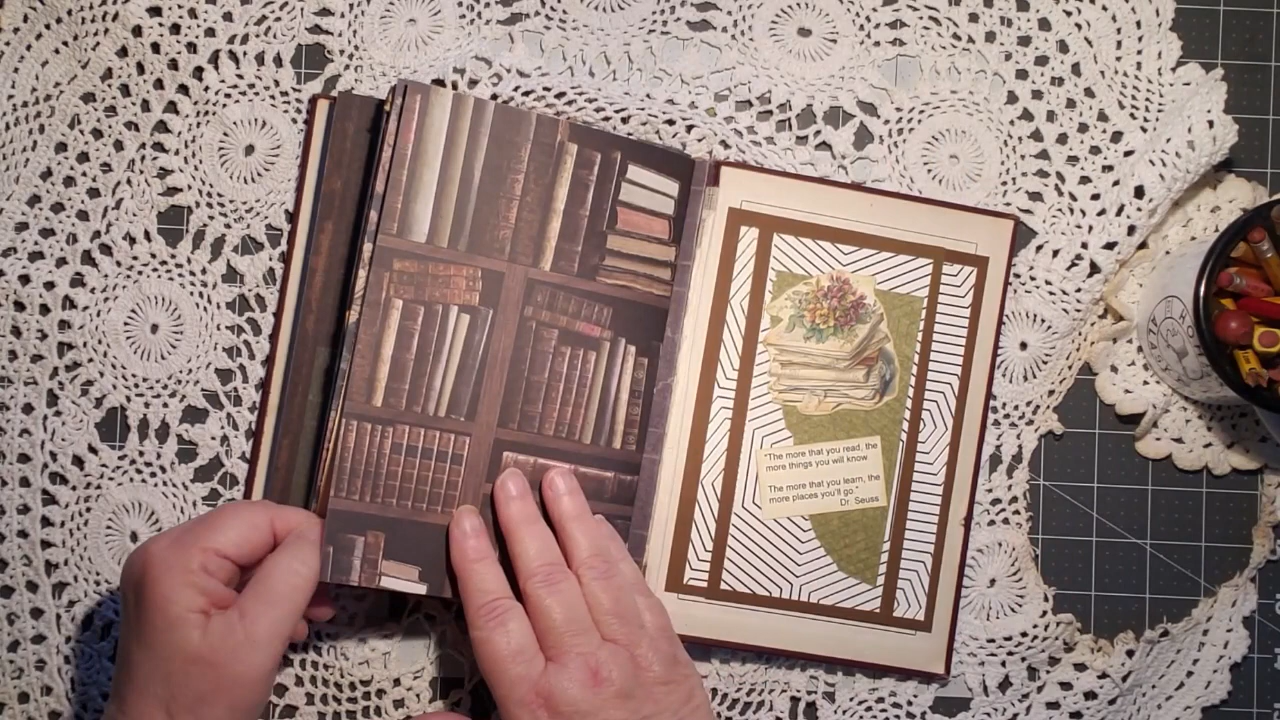 "The more that you read, the
more things you will know
The more that you learn, the
more places you'll go."
Dr. Seuss